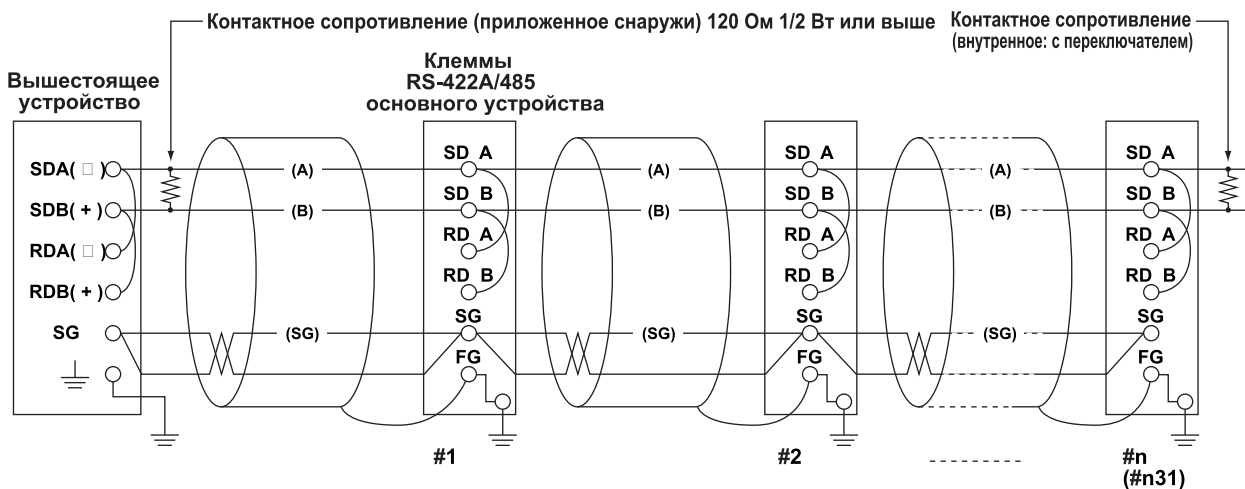 Контактное сопротивление (приложенное снаружи) 120 Ом 1/2 Вт или выше
Контактное сопротивление
(внутренное: с переключателем)
Клеммы
RS-422A/485
основного устройства
Вышестоящее
устройство
SDA( □ )
SDB( + )
RDA( □ )
RDB( + )
SG
(A)
(B)
(SG)
SD A
SD B
RD A
RD B
SG
FG
#1
(A)
(B)
(SG)
SD A
SD B
RD A
RD B
SG
FG
#2
(A)
(B)
(SG)
SD A
SD B
RD A
RD B
SG
FG
#n
(#n31)